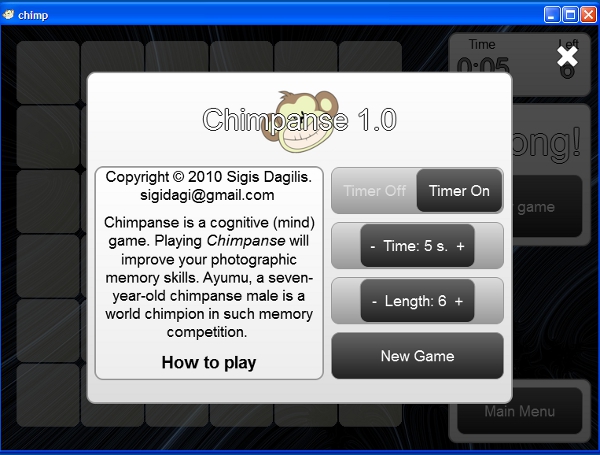 chimp
Time
Left
0:05
6
ong!
game
Chimpanse 1.0
Copyright © 2010 Sigis Dagilis.
sigidagi@gmail.com
Chimpanse is a cognitive (mind)
game. Playing Chimpanse will
improve your photographic
memory skills. Ayumu, a seven-
year-old chimpanse male is a
world chimpion in such memory
competition.
How to play
Timer Off
Timer On
- Time: 5 s. +
- Length: 6 +
New Game
Main Menu